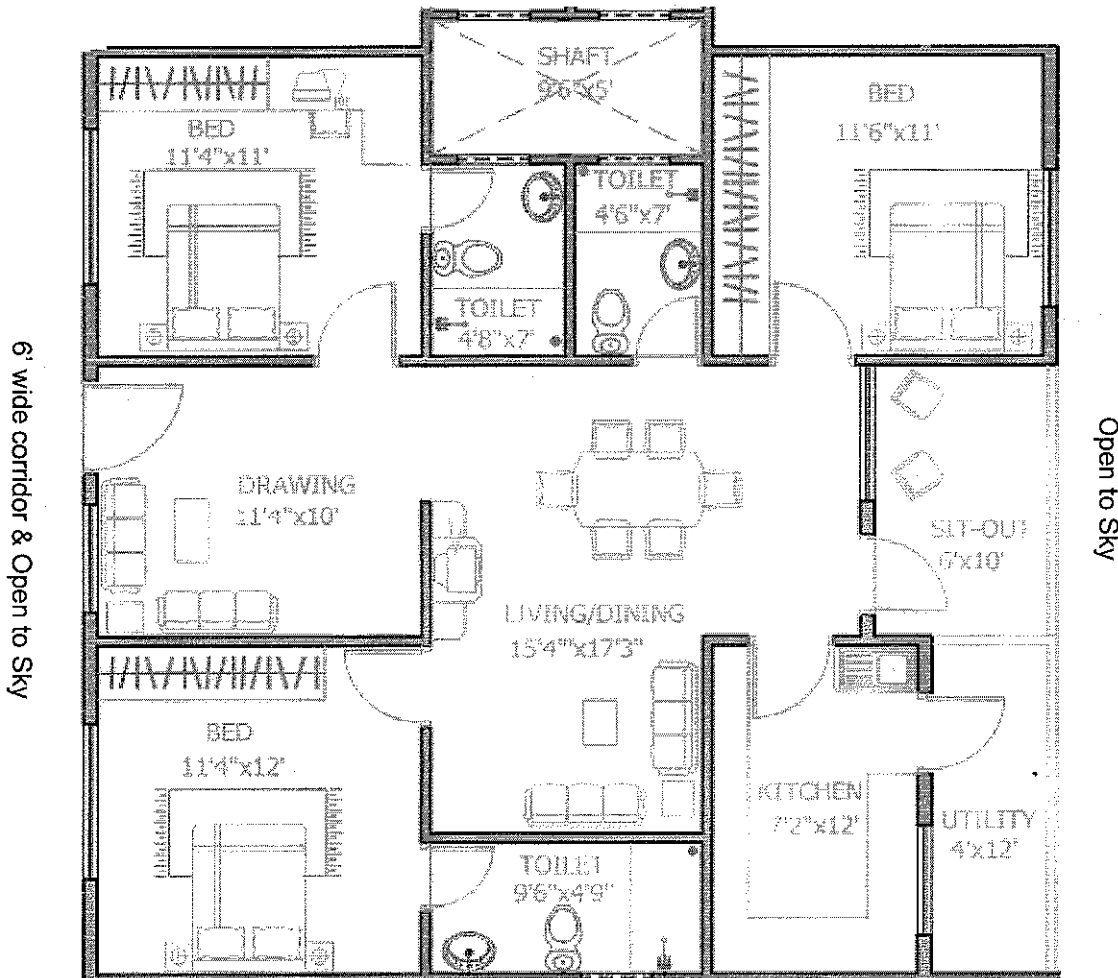 SHAFT
9'6"x5'
BED
11'4"x11'
BED
11'6"x11'
TOILET
4'6"x7'
TOILET
4'8"x7'
DRAWING
11'4"x10'
SIT-OUT
6'x10'
LIVING/DINING
15'4"x17'3"
BED
11'4"x12'
KITCHEN
7'2"x12'
UTILITY
4'x12'
TOILET
9'6"x4'9"
6' wide corridor & Open to Sky
Open to Sky